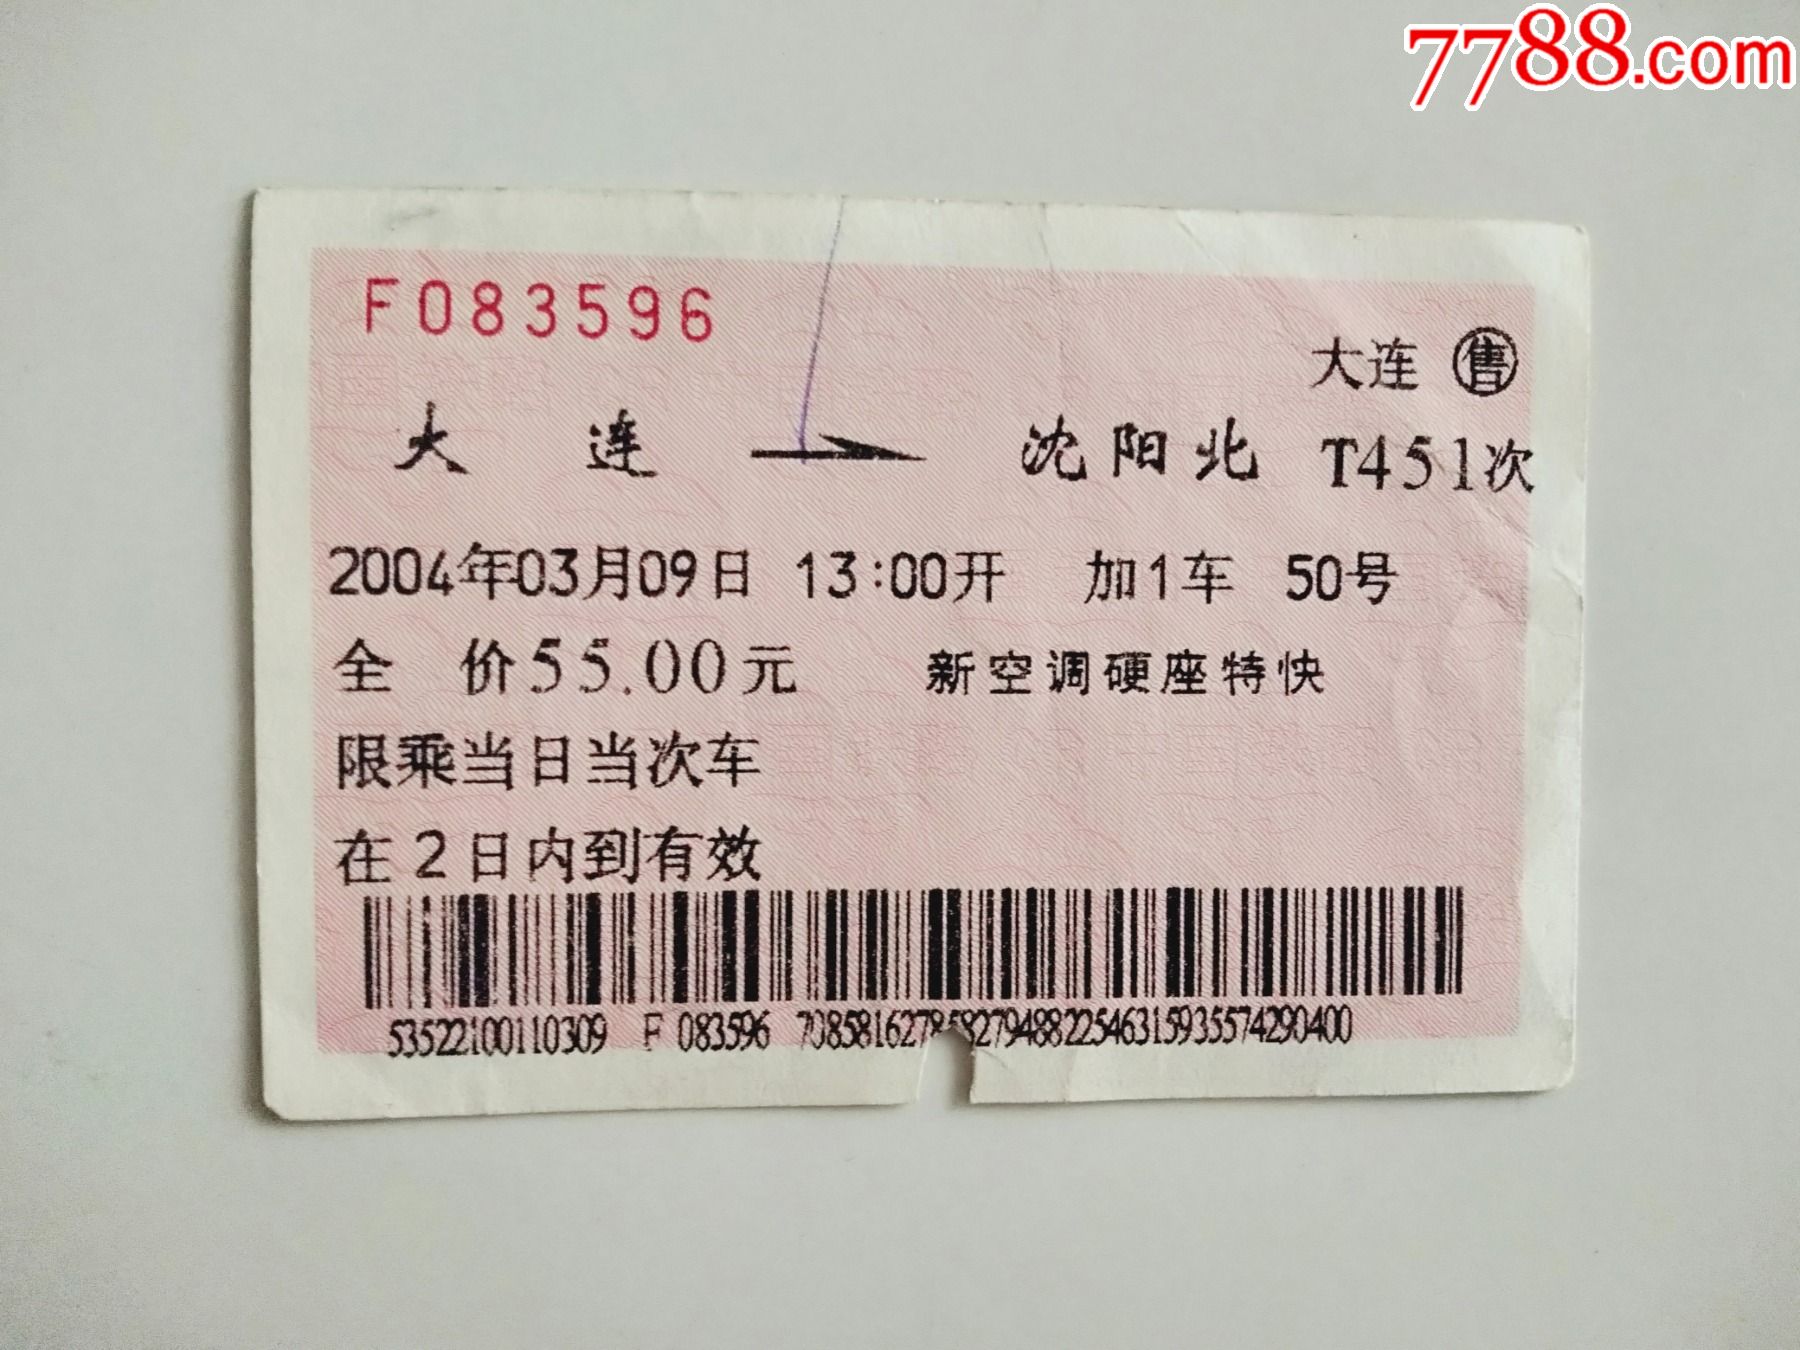 7788.com
F083596
大连 售
大连 → 沈阳北 T451次
2004年03月09日 13:00开 加1车 50号
全 价55.00元 新空调硬座特快
限乘当日当次车
在2日内到有效
53522100110309 F 083596 70858162785827948822546315935574290400